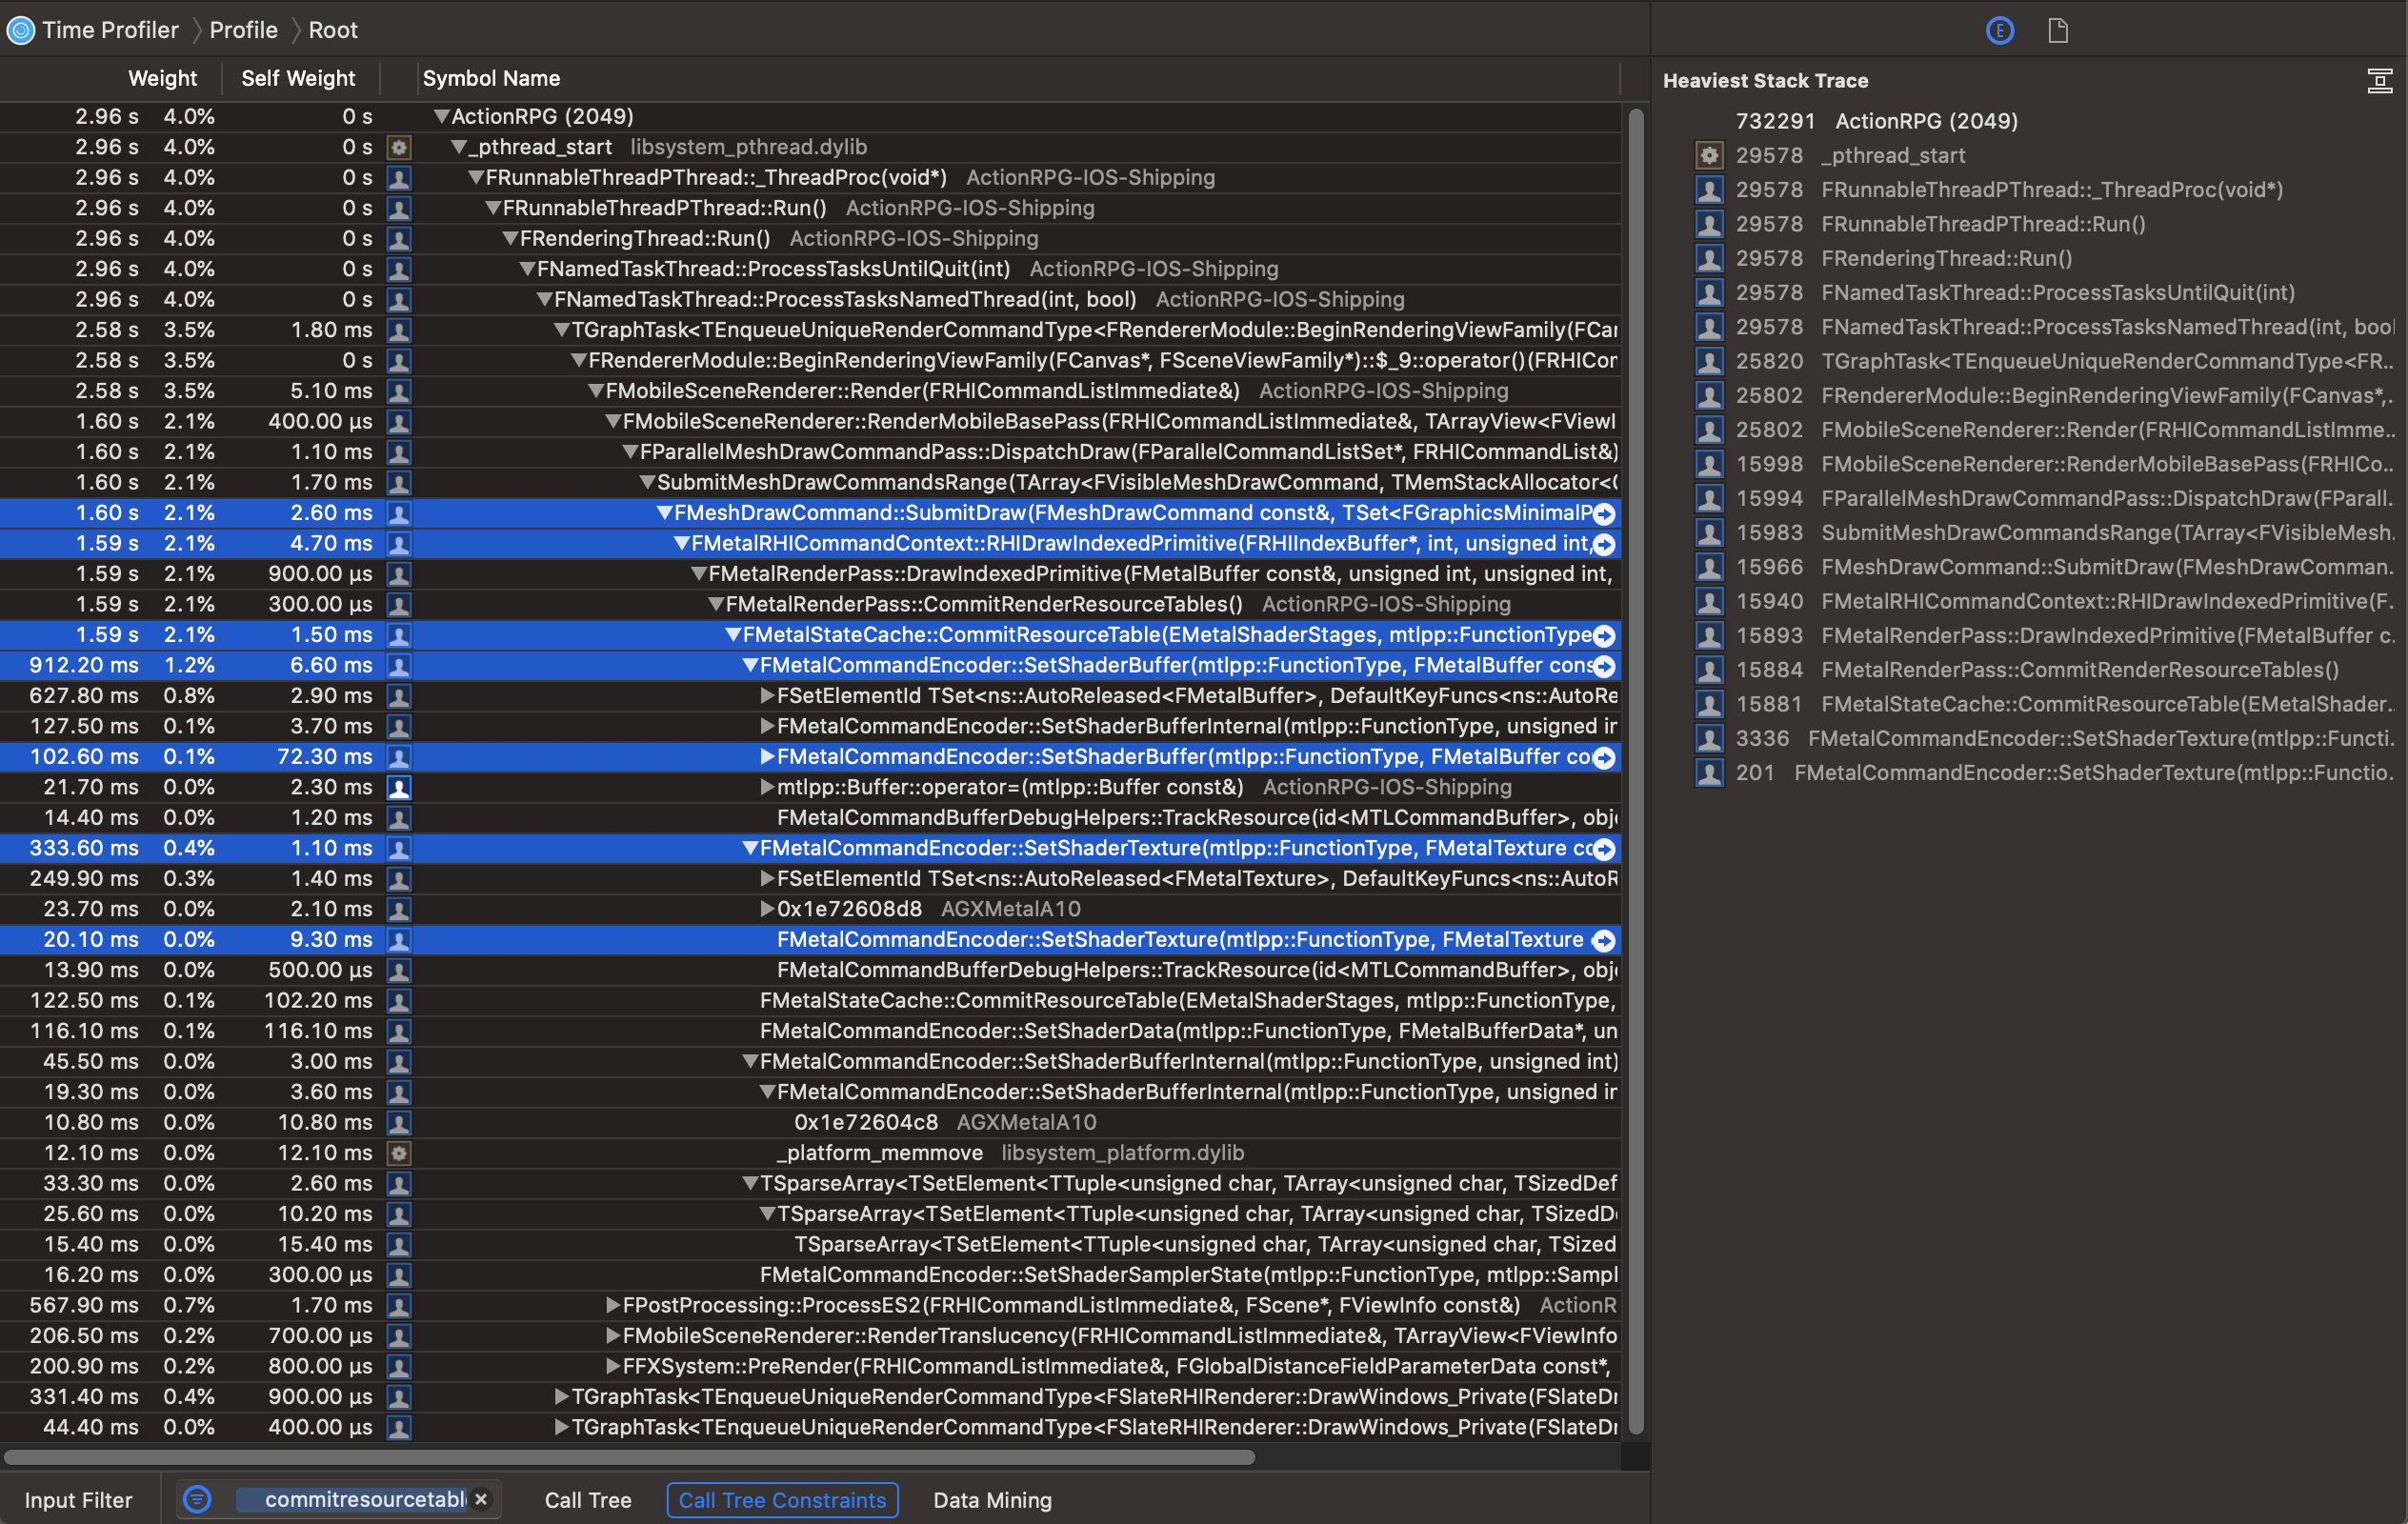 Time Profiler Profile Root
Weight Self Weight Symbol Name
2.96 s 4.0% 0 s ActionRPG (2049)
2.96 s 4.0% 0 s _pthread_start libsystem_pthread.dylib
2.96 s 4.0% 0 s FRunnableThreadPThread::_ThreadProc(void*) ActionRPG-IOS-Shipping
2.96 s 4.0% 0 s FRunnableThreadPThread::Run() ActionRPG-IOS-Shipping
2.96 s 4.0% 0 s FRenderingThread::Run() ActionRPG-IOS-Shipping
2.96 s 4.0% 0 s FNamedTaskThread::ProcessTasksUntilQuit(int) ActionRPG-IOS-Shipping
2.96 s 4.0% 0 s FNamedTaskThread::ProcessTasksNamedThread(int, bool) ActionRPG-IOS-Shipping
2.58 s 3.5% 1.80 ms TGraphTask<TEnqueueUniqueRenderCommandType<FRendererModule::BeginRenderingViewFamily(FCan
2.58 s 3.5% 0 s FRendererModule::BeginRenderingViewFamily(FCanvas*, FSceneViewFamily*)::$_9::operator()(FRHICor
2.58 s 3.5% 5.10 ms FMobileSceneRenderer::Render(FRHICommandListImmediate&) ActionRPG-IOS-Shipping
1.60 s 2.1% 400.00 µs FMobileSceneRenderer::RenderMobileBasePass(FRHICommandListImmediate&, TArrayView<FViewI
1.60 s 2.1% 1.10 ms FParallelMeshDrawCommandPass::DispatchDraw(FParallelCommandListSet*, FRHICommandList&)
1.60 s 2.1% 1.70 ms SubmitMeshDrawCommandsRange(TArray<FVisibleMeshDrawCommand, TMemStackAllocator<
1.60 s 2.1% 2.60 ms FMeshDrawCommand::SubmitDraw(FMeshDrawCommand const&, TSet<FGraphicsMinimalP
1.59 s 2.1% 4.70 ms FMetalRHICommandContext::RHIDrawIndexedPrimitive(FRHIIndexBuffer*, int, unsigned int,
1.59 s 2.1% 900.00 µs FMetalRenderPass::DrawIndexedPrimitive(FMetalBuffer const&, unsigned int, unsigned int,
1.59 s 2.1% 300.00 µs FMetalRenderPass::CommitRenderResourceTables() ActionRPG-IOS-Shipping
1.59 s 2.1% 1.50 ms FMetalStateCache::CommitResourceTable(EMetalShaderStages, mtlpp::FunctionType
912.20 ms 1.2% 6.60 ms FMetalCommandEncoder::SetShaderBuffer(mtlpp::FunctionType, FMetalBuffer cons
627.80 ms 0.8% 2.90 ms FSetElementId TSet<ns::AutoReleased<FMetalBuffer>, DefaultKeyFuncs<ns::AutoRe
127.50 ms 0.1% 3.70 ms FMetalCommandEncoder::SetShaderBufferInternal(mtlpp::FunctionType, unsigned ir
102.60 ms 0.1% 72.30 ms FMetalCommandEncoder::SetShaderBuffer(mtlpp::FunctionType, FMetalBuffer co
21.70 ms 0.0% 2.30 ms mtlpp::Buffer::operator=(mtlpp::Buffer const&) ActionRPG-IOS-Shipping
14.40 ms 0.0% 1.20 ms FMetalCommandBufferDebugHelpers::TrackResource(id<MTLCommandBuffer>, obje
333.60 ms 0.4% 1.10 ms FMetalCommandEncoder::SetShaderTexture(mtlpp::FunctionType, FMetalTexture cc
249.90 ms 0.3% 1.40 ms FSetElementId TSet<ns::AutoReleased<FMetalTexture>, DefaultKeyFuncs<ns::AutoR
23.70 ms 0.0% 2.10 ms 0x1e72608d8 AGXMetalA10
20.10 ms 0.0% 9.30 ms FMetalCommandEncoder::SetShaderTexture(mtlpp::FunctionType, FMetalTexture
13.90 ms 0.0% 500.00 µs FMetalCommandBufferDebugHelpers::TrackResource(id<MTLCommandBuffer>, obje
122.50 ms 0.1% 102.20 ms FMetalStateCache::CommitResourceTable(EMetalShaderStages, mtlpp::FunctionType,
116.10 ms 0.1% 116.10 ms FMetalCommandEncoder::SetShaderData(mtlpp::FunctionType, FMetalBufferData*, un
45.50 ms 0.0% 3.00 ms FMetalCommandEncoder::SetShaderBufferInternal(mtlpp::FunctionType, unsigned int)
19.30 ms 0.0% 3.60 ms FMetalCommandEncoder::SetShaderBufferInternal(mtlpp::FunctionType, unsigned ir
10.80 ms 0.0% 10.80 ms 0x1e72604c8 AGXMetalA10
12.10 ms 0.0% 12.10 ms _platform_memmove libsystem_platform.dylib
33.30 ms 0.0% 2.60 ms TSparseArray<TSetElement<TTuple<unsigned char, TArray<unsigned char, TSizedDef
25.60 ms 0.0% 10.20 ms TSparseArray<TSetElement<TTuple<unsigned char, TArray<unsigned char, TSizedD
15.40 ms 0.0% 15.40 ms TSparseArray<TSetElement<TTuple<unsigned char, TArray<unsigned char, TSized
16.20 ms 0.0% 300.00 µs FMetalCommandEncoder::SetShaderSamplerState(mtlpp::FunctionType, mtlpp::Sampl
567.90 ms 0.7% 1.70 ms FPostProcessing::ProcessES2(FRHICommandListImmediate&, FScene*, FViewInfo const&) ActionR
206.50 ms 0.2% 700.00 µs FMobileSceneRenderer::RenderTranslucency(FRHICommandListImmediate&, TArrayView<FViewInfo
200.90 ms 0.2% 800.00 µs FFXSystem::PreRender(FRHICommandListImmediate&, FGlobalDistanceFieldParameterData const*,
331.40 ms 0.4% 900.00 µs TGraphTask<TEnqueueUniqueRenderCommandType<FSlateRHIRenderer::DrawWindows_Private(FSlateDr
44.40 ms 0.0% 400.00 µs TGraphTask<TEnqueueUniqueRenderCommandType<FSlateRHIRenderer::DrawWindows_Private(FSlateDr
Input Filter commitresourcetabl Call Tree Call Tree Constraints Data Mining
E
Heaviest Stack Trace
732291 ActionRPG (2049)
29578 _pthread_start
29578 FRunnableThreadPThread::_ThreadProc(void*)
29578 FRunnableThreadPThread::Run()
29578 FRenderingThread::Run()
29578 FNamedTaskThread::ProcessTasksUntilQuit(int)
29578 FNamedTaskThread::ProcessTasksNamedThread(int, bool
25820 TGraphTask<TEnqueueUniqueRenderCommandType<FR...
25802 FRendererModule::BeginRenderingViewFamily(FCanvas*,...
25802 FMobileSceneRenderer::Render(FRHICommandListImme...
15998 FMobileSceneRenderer::RenderMobileBasePass(FRHICo...
15994 FParallelMeshDrawCommandPass::DispatchDraw(FParall...
15983 SubmitMeshDrawCommandsRange(TArray<FVisibleMesh...
15966 FMeshDrawCommand::SubmitDraw(FMeshDrawComman...
15940 FMetalRHICommandContext::RHIDrawIndexedPrimitive(F...
15893 FMetalRenderPass::DrawIndexedPrimitive(FMetalBuffer c...
15884 FMetalRenderPass::CommitRenderResourceTables()
15881 FMetalStateCache::CommitResourceTable(EMetalShader...
3336 FMetalCommandEncoder::SetShaderTexture(mtlpp::Functi...
201 FMetalCommandEncoder::SetShaderTexture(mtlpp::Functio...